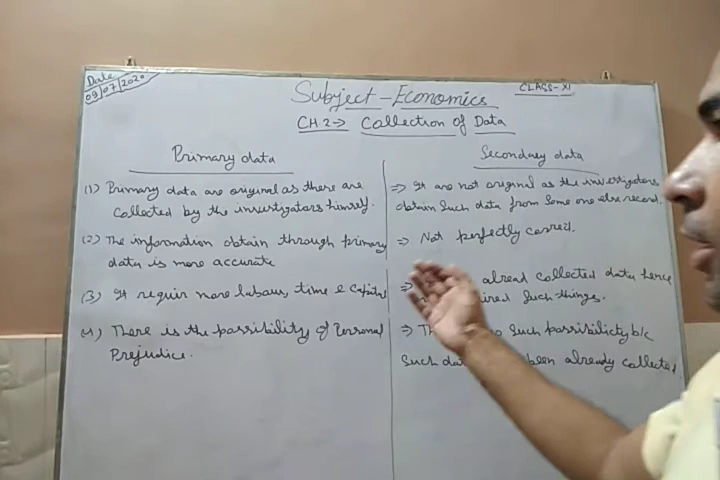 Date
09/07/2020
CLASS-XI
Subject-Economics
CH.2→ Collection of Data
Primary data
(1) Primary data are original as there are
collected by the investigators himself.
(2) The information obtain through primary
data is more accurate
(3) It requir more labour, time & Capital
(4) There is the possibility of Personal
Prejudice.
Secondary data
⇒ It are not original as the investigators
obtain Such data from Some one else record.
⇒ Not perfectly correct.
⇒ alread collected data hence
Such things.
⇒ Such possibility b/c
Such been already collected